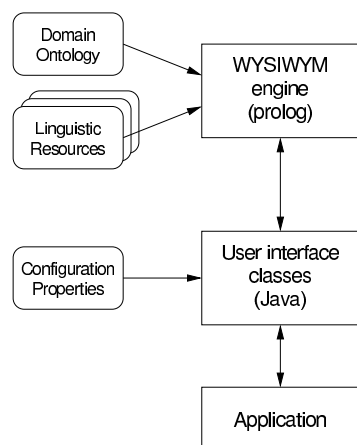 Domain
Ontology
WYSIWYM
engine
(prolog)
Linguistic
Resources
User interface
classes
(Java)
Configuration
Properties
Application